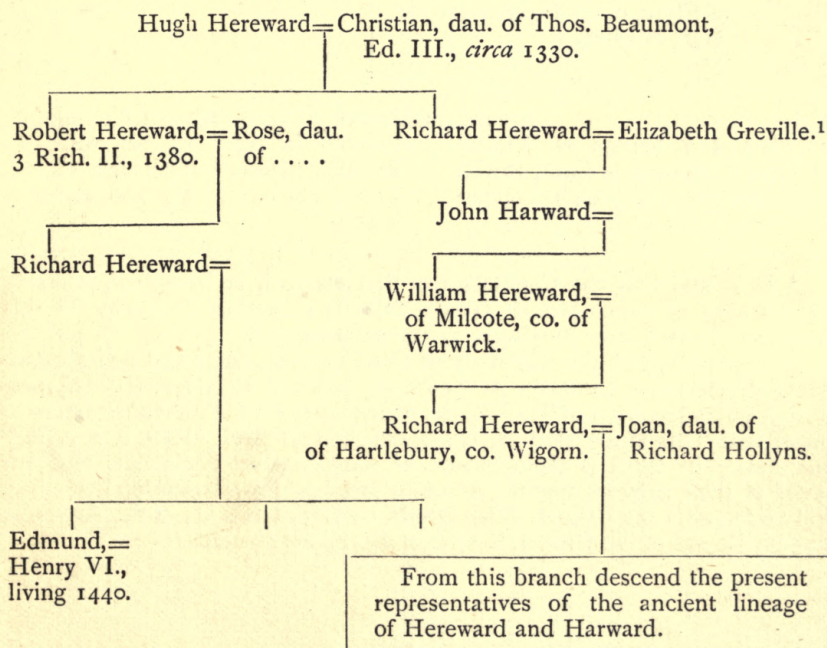 Hugh Hereward = Christian, dau. of Thos. Beaumont,
Ed. III., circa 1330.
Robert Hereward, = Rose, dau.
3 Rich. II., 1380. of . . . .
Richard Hereward = Elizabeth Greville.¹
John Harward =
Richard Hereward =
William Hereward, =
of Milcote, co. of
Warwick.
Richard Hereward, = Joan, dau. of
of Hartlebury, co. Wigorn. Richard Hollyns.
Edmund, =
Henry VI.,
living 1440.
From this branch descend the present
representatives of the ancient lineage
of Hereward and Harward.